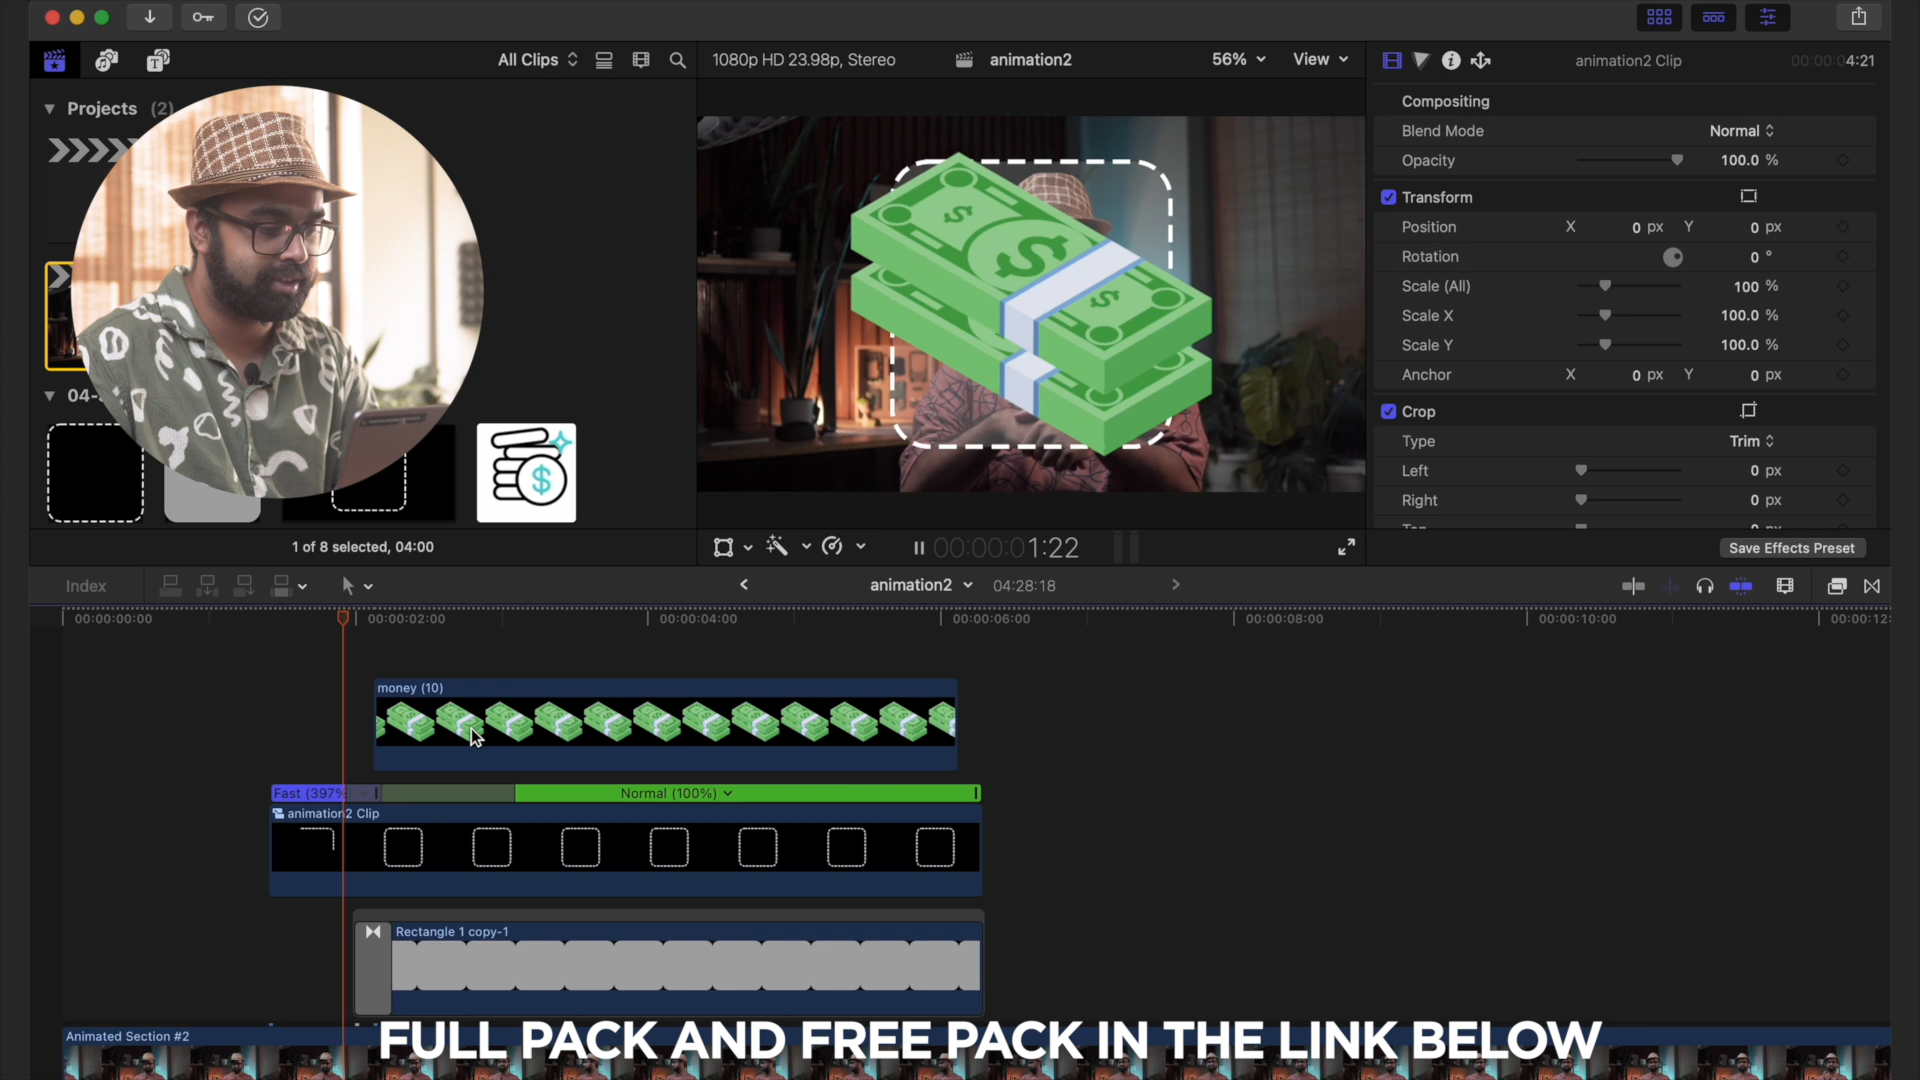 All Clips
1080p HD 23.98p, Stereo
animation2
56%
View
animation2 Clip
00:00:04:21
Projects (2)
04-
1 of 8 selected, 04:00
00:00:01:22
Compositing
Blend Mode
Normal
Opacity
100.0 %
Transform
Position
X 0 px Y 0 px
Rotation
0 °
Scale (All)
100 %
Scale X
100.0 %
Scale Y
100.0 %
Anchor
X 0 px Y 0 px
Crop
Type
Trim
Left
0 px
Right
0 px
Save Effects Preset
Index
animation2
04:28:18
00:00:00:00
00:00:02:00
00:00:04:00
00:00:06:00
00:00:08:00
00:00:10:00
00:00:12:
money (10)
Fast (397%
Normal (100%)
animation2 Clip
Rectangle 1 copy-1
Animated Section #2
FULL PACK AND FREE PACK IN THE LINK BELOW